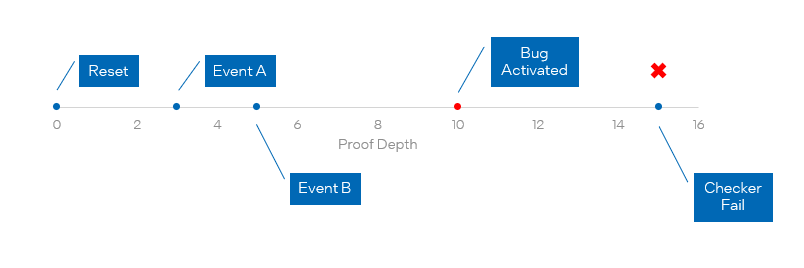 Reset
Event A
Bug
Activated
0 2 4 6 8 10 12 14 16
Proof Depth
Event B
Checker
Fail